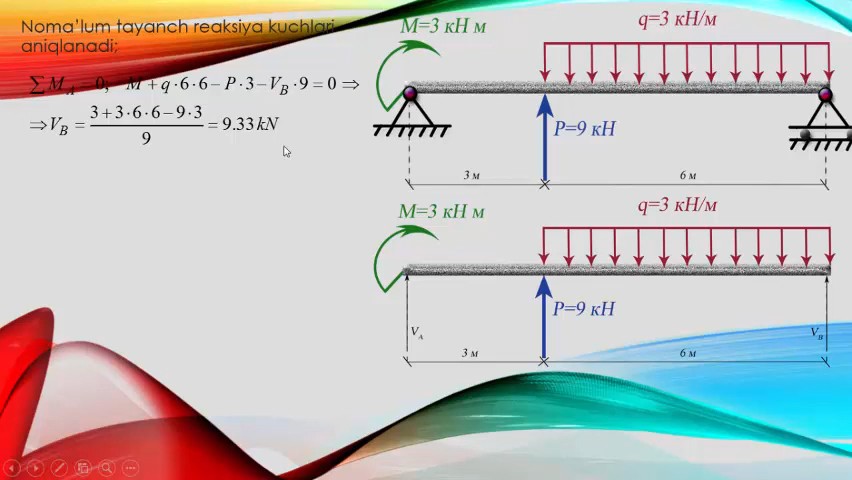 Noma’lum tayanch reaksiya kuchlari
aniqlanadi;
∑ M_A = 0;  M + q·6·6 − P·3 − V_B·9 = 0 ⇒
⇒ V_B = (3+3·6·6−9·3)/9 = 9.33 kN
M=3 кН м
q=3 кН/м
P=9 кН
3 м
6 м
M=3 кН м
q=3 кН/м
P=9 кН
V_A
V_B
3 м
6 м